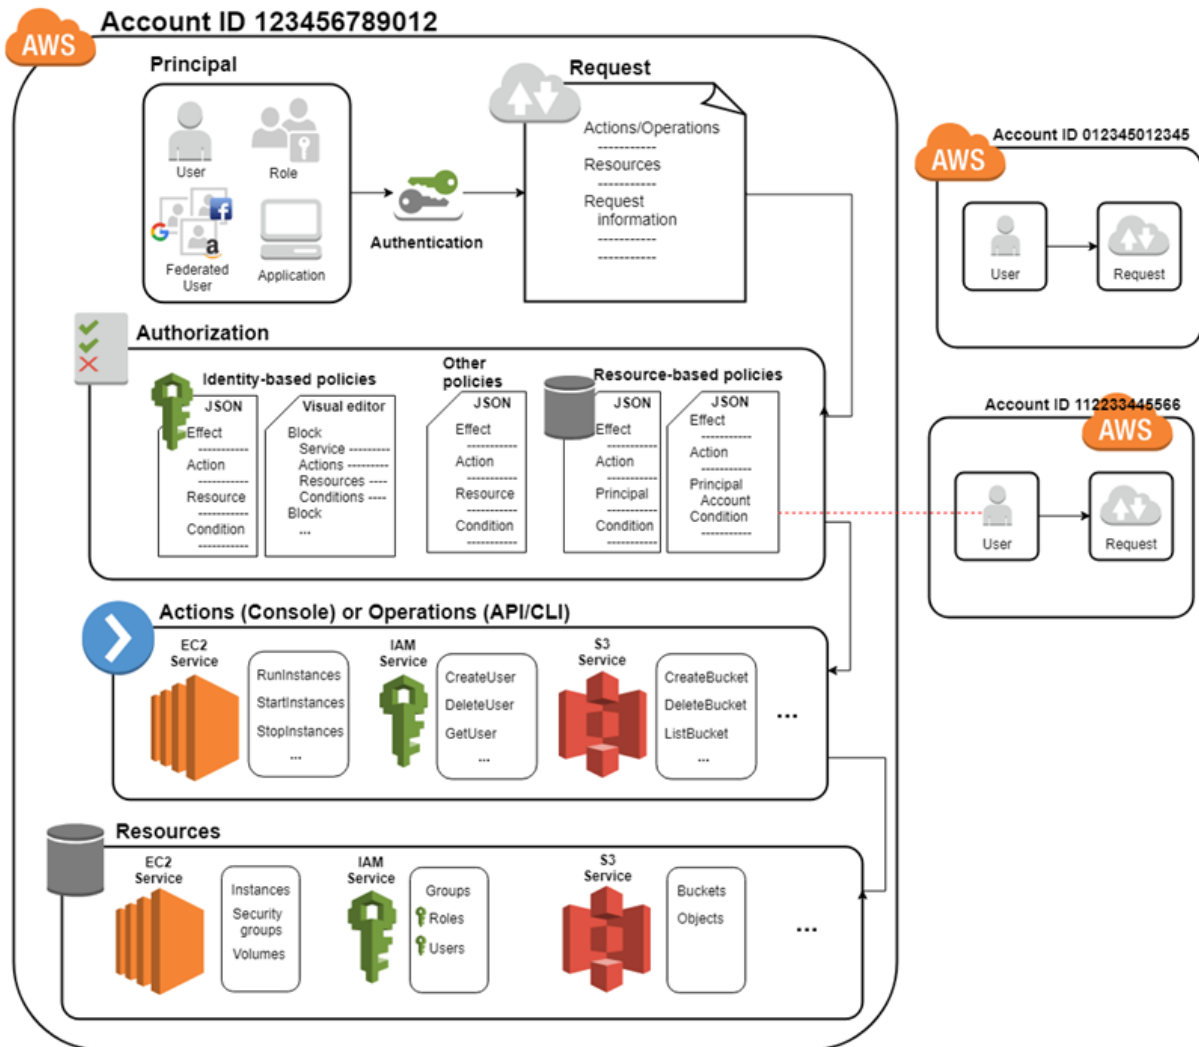 AWS
Account ID 123456789012
Principal
User
Role
Federated
User
Application
Authentication
Request
Actions/Operations
-----------
Resources
-----------
Request
information
-----------
-----------
AWS
Account ID 012345012345
User
Request
Authorization
Identity-based policies
JSON
Effect
-----------
Action
-----------
Resource
-----------
Condition
-----------
Visual editor
Block
Service ---------
Actions ---------
Resources ----
Conditions ----
Block
...
Other
policies
JSON
Effect
-----------
Action
-----------
Resource
-----------
Condition
-----------
Resource-based policies
JSON
Effect
-----------
Action
-----------
Principal
-----------
Condition
-----------
JSON
Effect
-----------
Action
-----------
Principal
Account
Condition
-----------
Account ID 112233445566
AWS
User
Request
Actions (Console) or Operations (API/CLI)
EC2
Service
RunInstances
StartInstances
StopInstances
...
IAM
Service
CreateUser
DeleteUser
GetUser
...
S3
Service
CreateBucket
DeleteBucket
ListBucket
...
...
Resources
EC2
Service
Instances
Security
groups
Volumes
IAM
Service
Groups
Roles
Users
S3
Service
Buckets
Objects
...